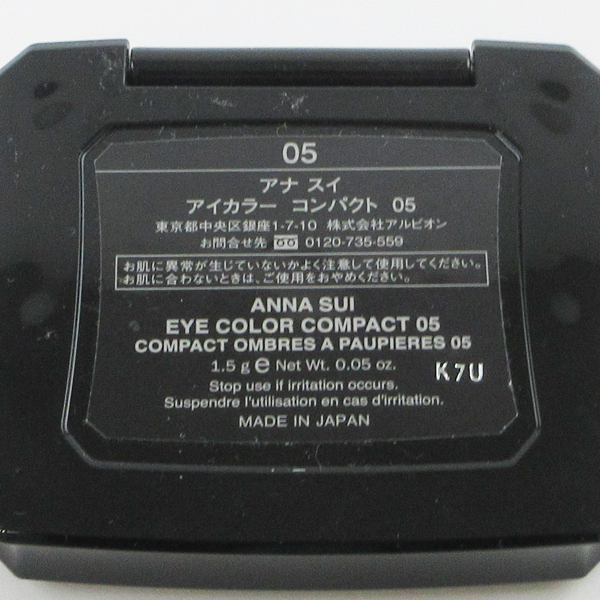 05
アナ スイ
アイカラー コンパクト 05
東京都中央区銀座1-7-10 株式会社アルビオン
お問合せ先 0120-735-559
お肌に異常が生じていないかよく注意して使用してください。
お肌に合わないときは、ご使用をおやめください。
ANNA SUI
EYE COLOR COMPACT 05
COMPACT OMBRES A PAUPIERES 05
1.5 g e Net Wt. 0.05 oz.
K7U
Stop use if irritation occurs.
Suspendre l'utilisation en cas d'irritation.
MADE IN JAPAN